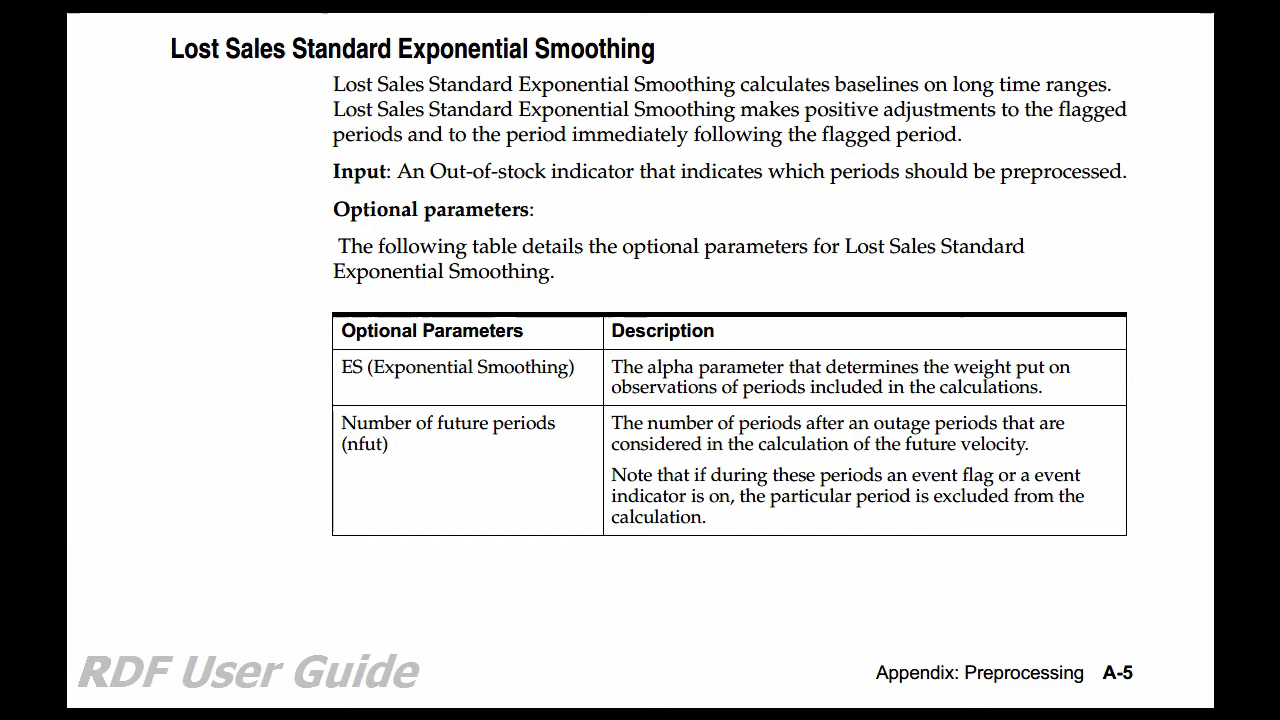 Lost Sales Standard Exponential Smoothing
Lost Sales Standard Exponential Smoothing calculates baselines on long time ranges.
Lost Sales Standard Exponential Smoothing makes positive adjustments to the flagged
periods and to the period immediately following the flagged period.
Input: An Out-of-stock indicator that indicates which periods should be preprocessed.
Optional parameters:
The following table details the optional parameters for Lost Sales Standard
Exponential Smoothing.
Optional Parameters
Description
ES (Exponential Smoothing)
The alpha parameter that determines the weight put on
observations of periods included in the calculations.
Number of future periods
(nfut)
The number of periods after an outage periods that are
considered in the calculation of the future velocity.
Note that if during these periods an event flag or a event
indicator is on, the particular period is excluded from the
calculation.
RDF User Guide
Appendix: Preprocessing A-5